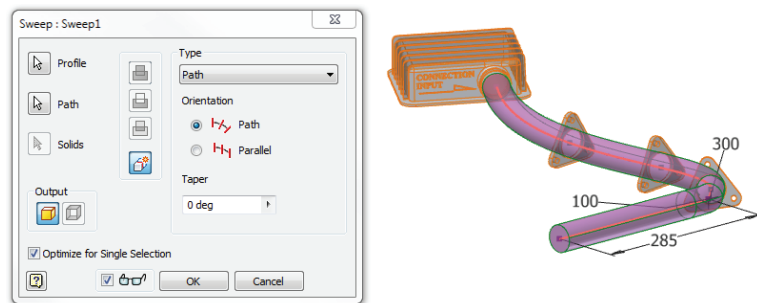 Sweep : Sweep1
Profile
Path
Solids
Output
Type
Path
Orientation
Path
Parallel
Taper
0 deg
Optimize for Single Selection
OK
Cancel
CONNECTION
INPUT
300
100
285